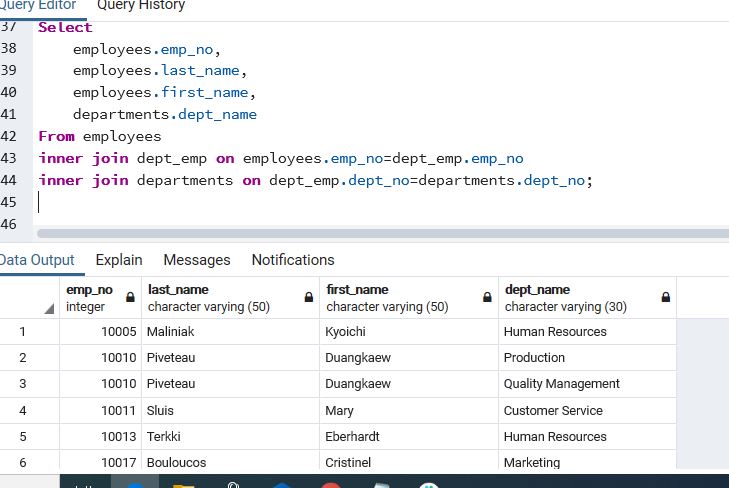 Query Editor Query History
37 Select
38 employees.emp_no,
39 employees.last_name,
40 employees.first_name,
41 departments.dept_name
42 From employees
43 inner join dept_emp on employees.emp_no=dept_emp.emp_no
44 inner join departments on dept_emp.dept_no=departments.dept_no;
45
46
Data Output Explain Messages Notifications
emp_no last_name first_name dept_name
integer character varying (50) character varying (50) character varying (30)
1 10005 Maliniak Kyoichi Human Resources
2 10010 Piveteau Duangkaew Production
3 10010 Piveteau Duangkaew Quality Management
4 10011 Sluis Mary Customer Service
5 10013 Terkki Eberhardt Human Resources
6 10017 Bouloucos Cristinel Marketing